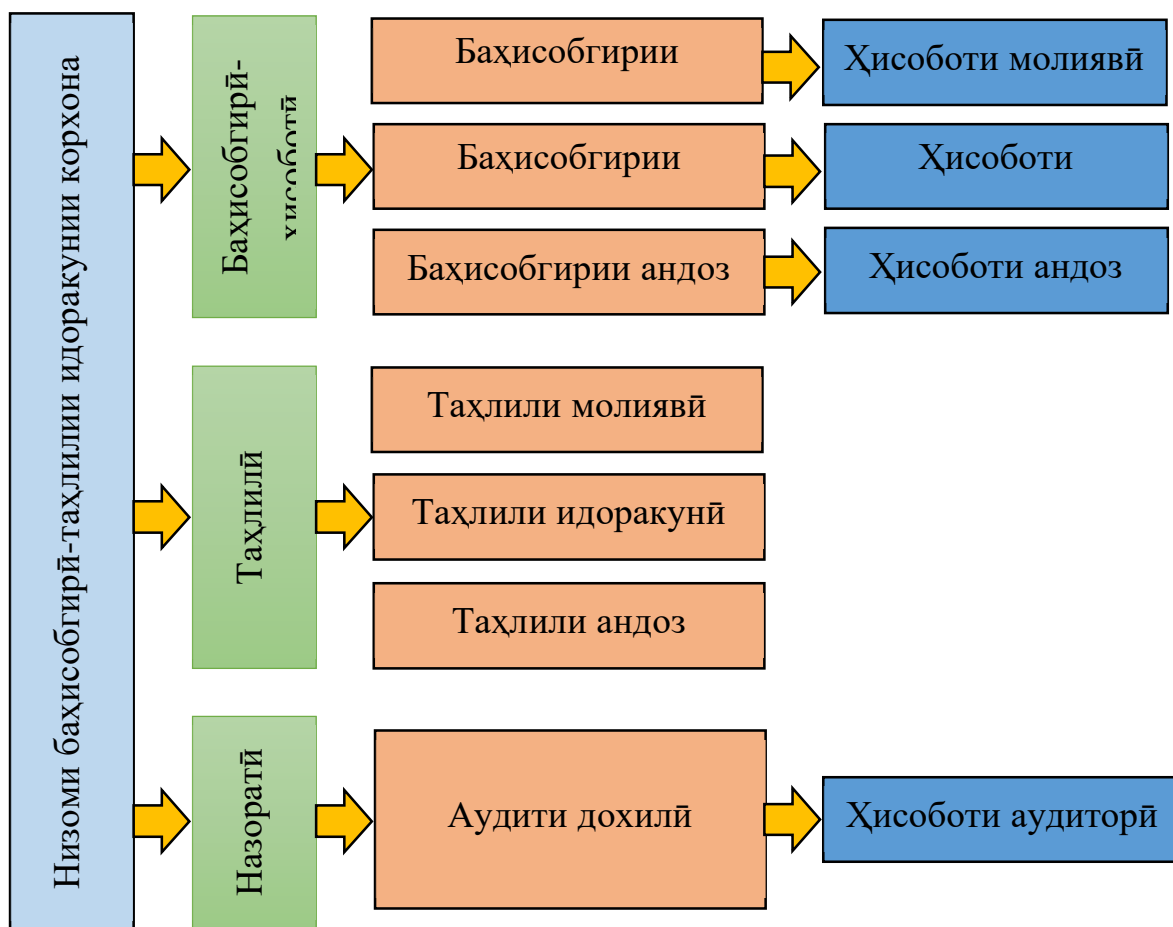 Низоми баҳисобгирӣ-таҳлилии идоракунии корхона
Баҳисобгирӣ-
ҳисоботӣ
Баҳисобгирии
Ҳисоботи молиявӣ
Баҳисобгирии
Ҳисоботи
Баҳисобгирии андоз
Ҳисоботи андоз
Таҳлилӣ
Таҳлили молиявӣ
Таҳлили идоракунӣ
Таҳлили андоз
Назоратӣ
Аудити дохилӣ
Ҳисоботи аудиторӣ